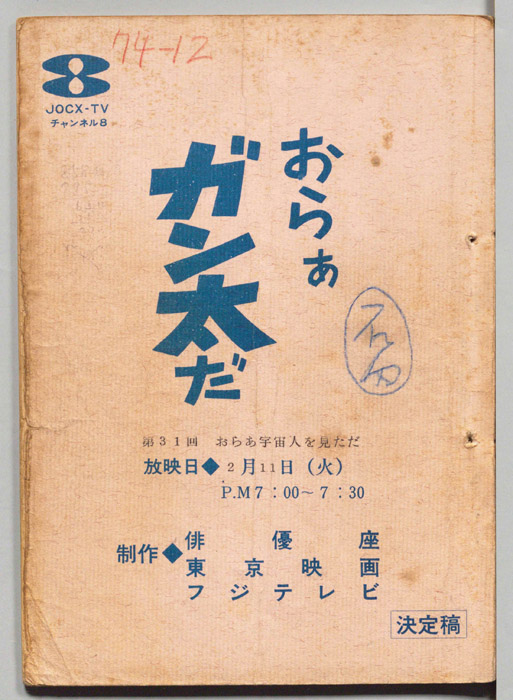 74-12
JOCX-TV
チャンネル8
おらぁ
ガン太だ
第31回 おらあ宇宙人を見ただ
放映日◆2月11日(火)
P.M7:00〜7:30
制作◆俳優座
東京映画
フジテレビ
決定稿